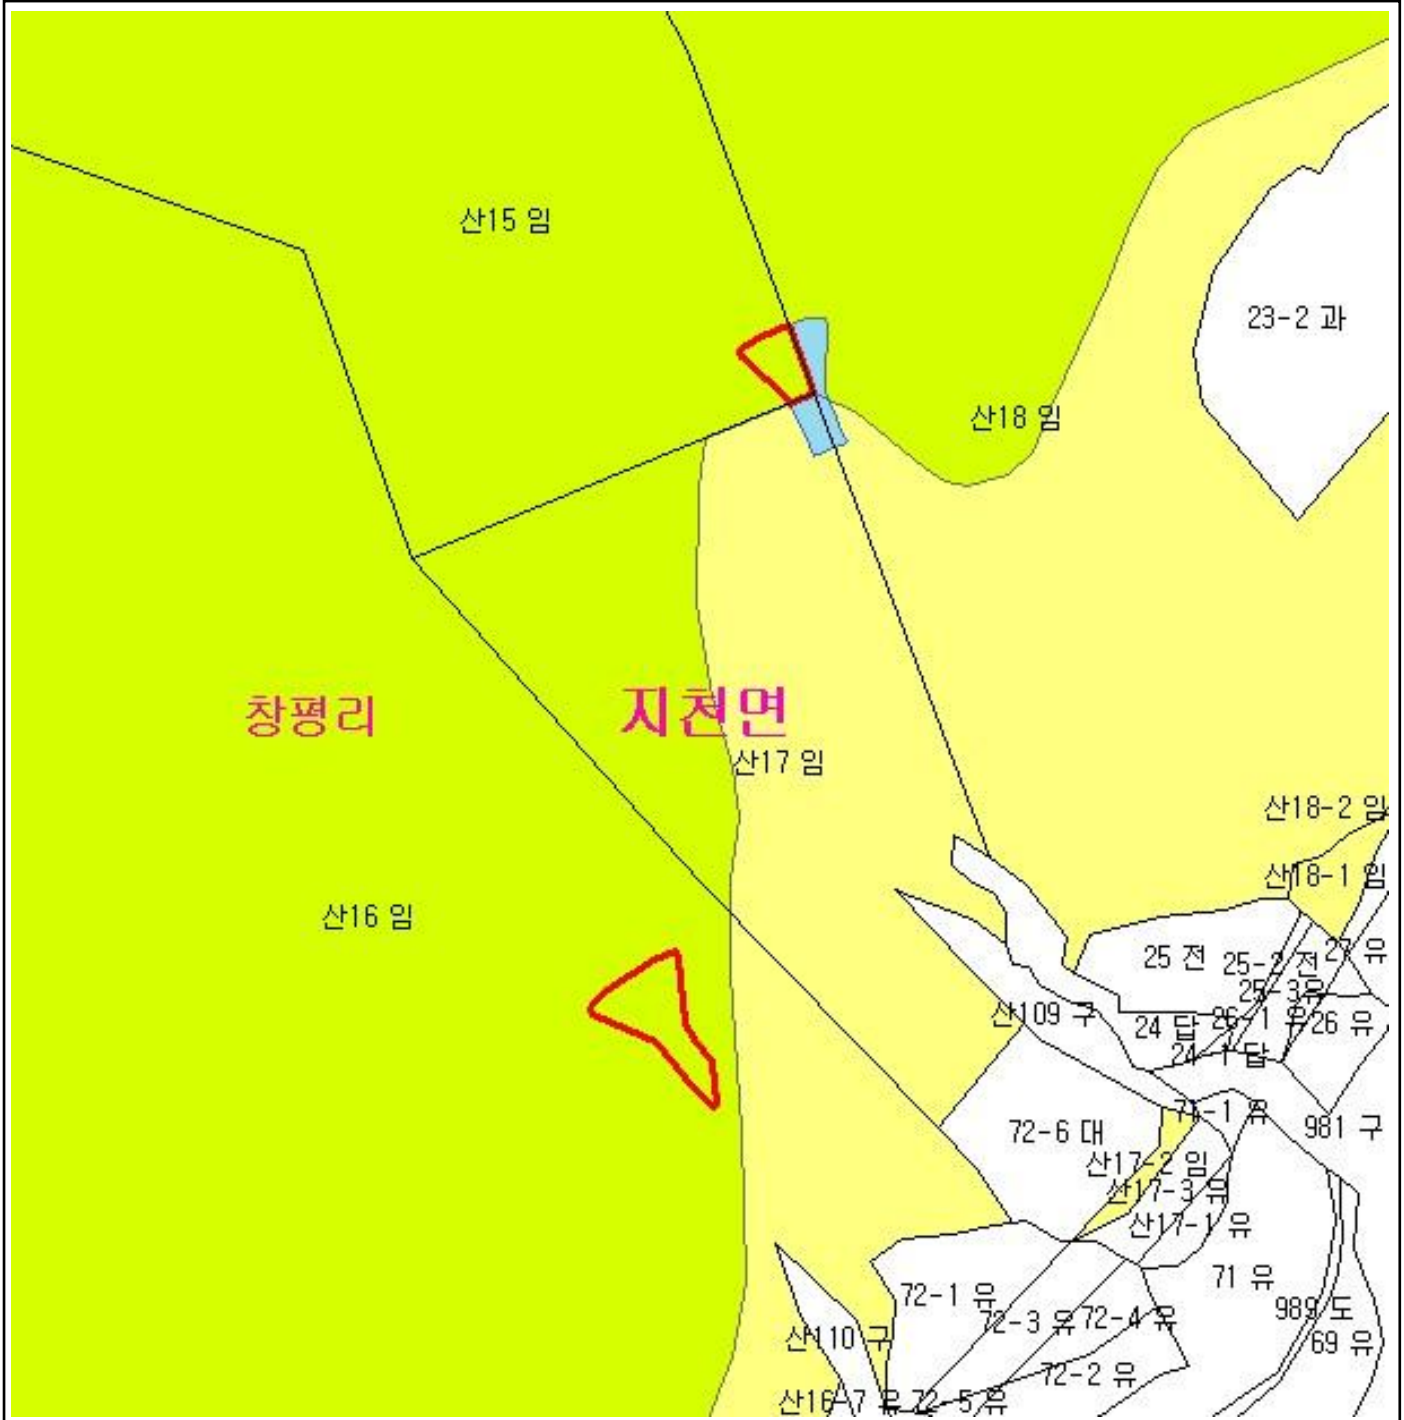 산15 임
23-2 과
산18 임
창평리
지천면
산17 임
산18-2 임
산18-1 임
산16 임
25 전
25-2 전
27 유
25-3유
산109 구
24 답
26-1 유
26 유
24-1 답
71-1 유
72-6 대
981 구
산17-2 임
산17-3 유
산17-1 유
71 유
72-1 유
989 도
72-3 유
72-4 유
산110 구
69 유
72-2 유
산16-7 유
72-5 유